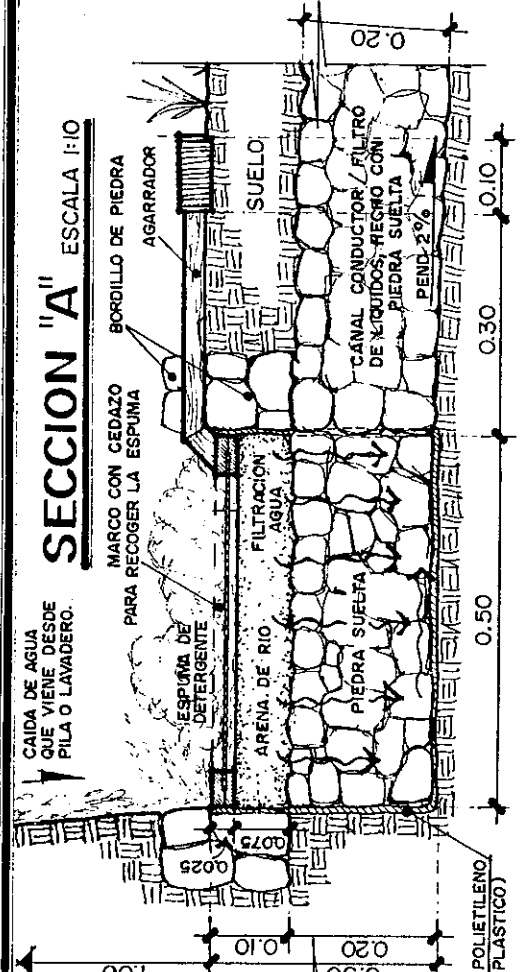 SECCION "A" ESCALA 1:10
CAIDA DE AGUA
QUE VIENE DESDE
PILA O LAVADERO.
MARCO CON CEDAZO
PARA RECOGER LA ESPUMA
BORDILLO DE PIEDRA
AGARRADOR
ESPUMA DE
DETERGENTE
ARENA DE RIO
FILTRACION
AGUA
SUELO
PIEDRA SUELTA
CANAL CONDUCTOR / FILTRO
DE LIQUIDOS, HECHO CON
PIEDRA SUELTA
PEND 2%
0.025
0.075
0.10
0.20
1.00
0.20
0.50
0.30
0.10
POLIETILENO
PLASTICO)